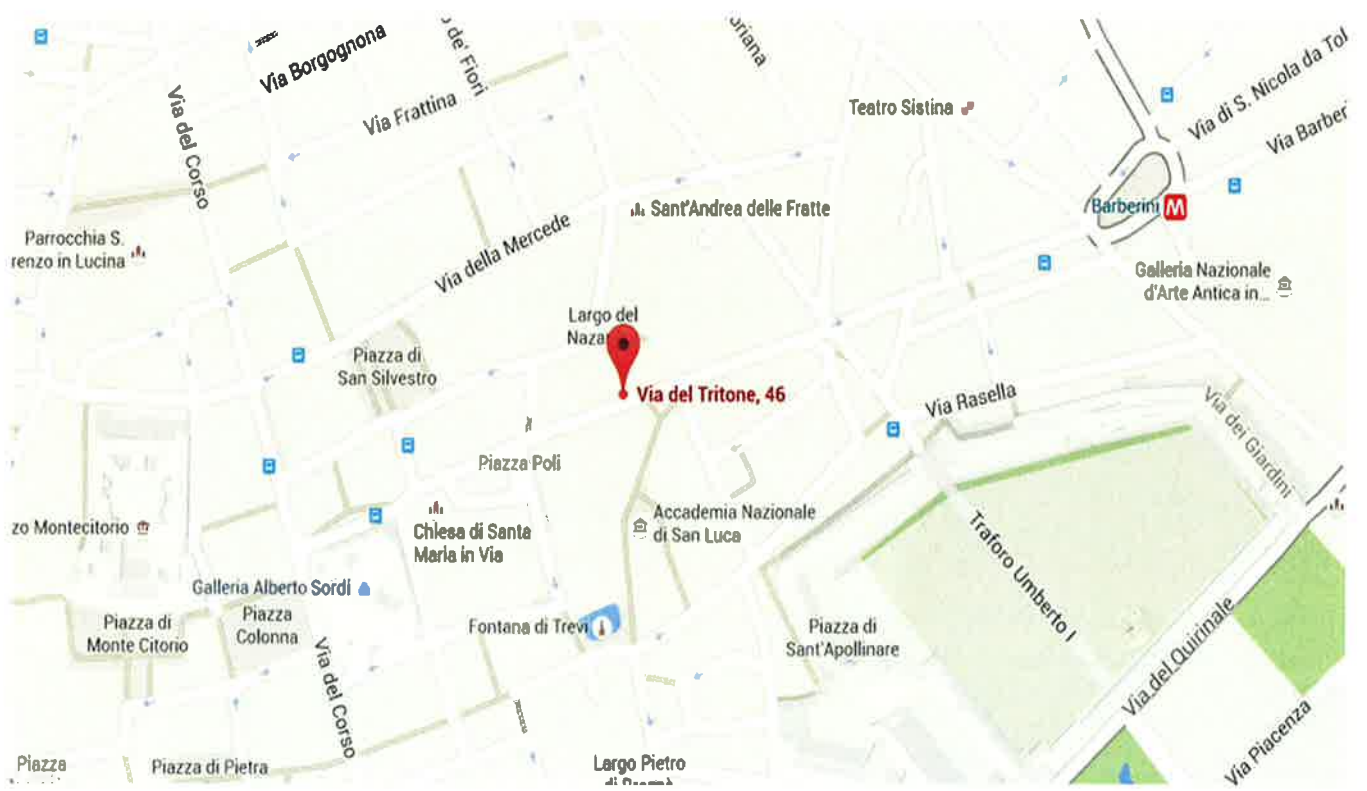 Via Borgognona
o de' Fiori
Via del Corso
Via Frattina
Teatro Sistina
Via di S. Nicola da Tol
Via Barber
Barberini M
Sant'Andrea delle Fratte
Parrocchia S.
renzo in Lucina
Via della Mercede
Galleria Nazionale
d'Arte Antica in...
Largo del
Piazza di
San Silvestro
Via del Tritone, 46
Via Rasella
Via dei Giardini
Piazza Poli
zo Montecitorio
Chiesa di Santa
Maria in Via
Accademia Nazionale
di San Luca
Traforo Umberto I
Galleria Alberto Sordi
Piazza di
Monte Citorio
Piazza
Colonna
Fontana di Trevi
Piazza di
Sant'Apollinare
Via del Corso
Via del Quirinale
Via Piacenza
Piazza
Piazza di Pietra
Largo Pietro